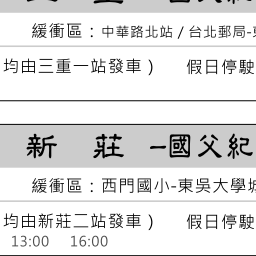 緩衝區：中華路北站 / 台北郵局-
均由三重一站發車）　　假日停駛
新　莊　－國父紀
緩衝區：西門國小-東吳大學城
均由新莊二站發車）　　假日停駛
13:00　16:00